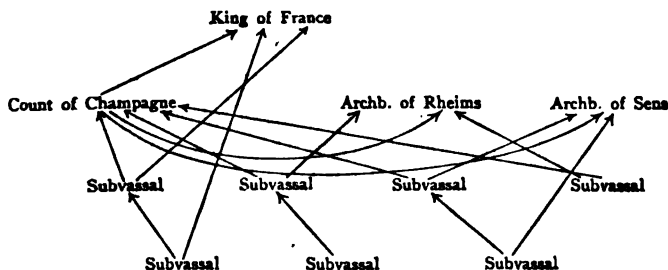 King of France
Count of Champagne Archb. of Rheims Archb. of Sens
Subvassal Subvassal Subvassal Subvassal
Subvassal Subvassal Subvassal